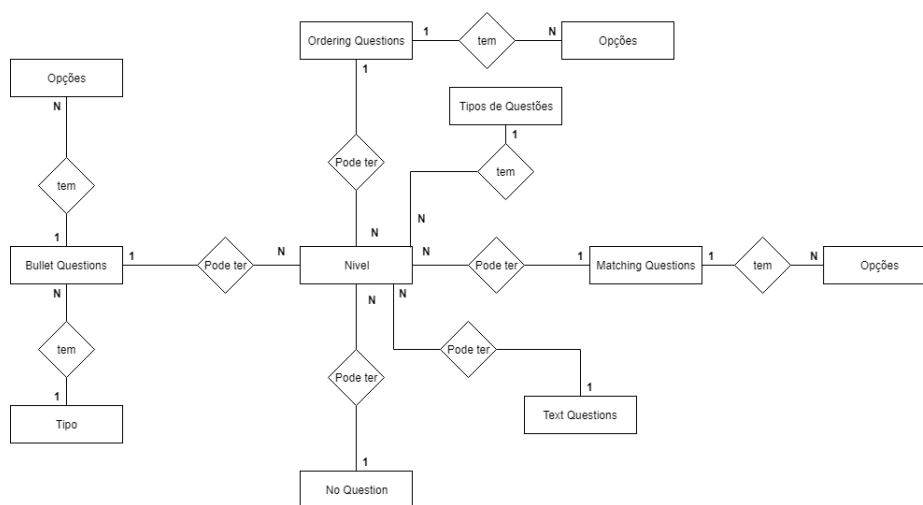 Ordering Questions
1
tem
N
Opções
Opções
N
1
Tipos de Questões
1
Pode ter
tem
tem
N
1
N
N
Bullet Questions
1
Pode ter
N
Nivel
N
Pode ter
1
Matching Questions
1
tem
N
Opções
N
N
N
tem
Pode ter
Pode ter
1
1
Tipo
Text Questions
1
No Question